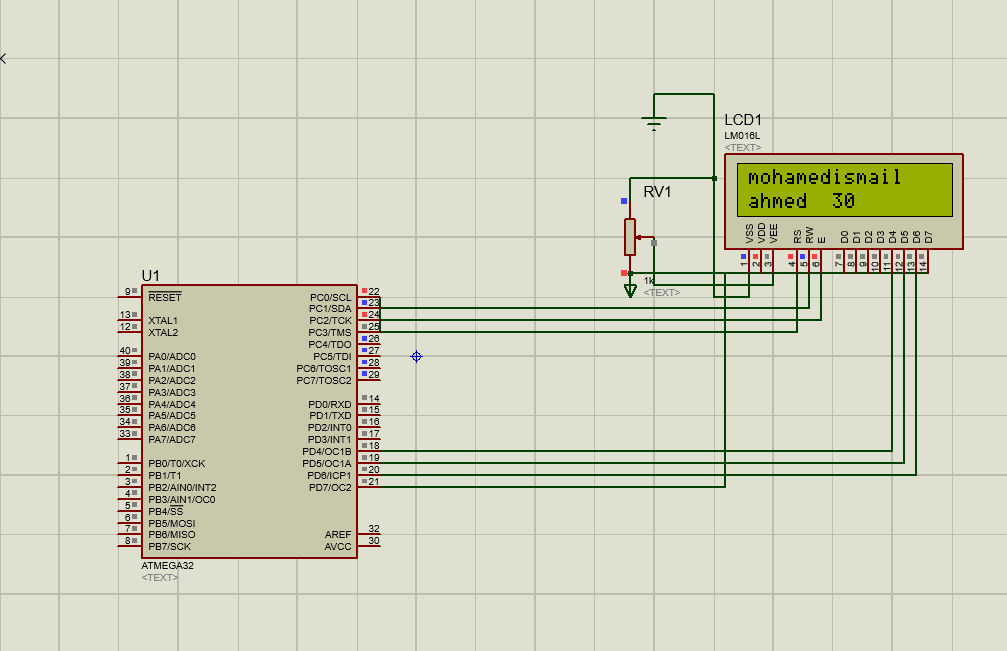 LCD1
LM016L
<TEXT>
mohamedismail
ahmed 30
RV1
1k
<TEXT>
VSS VDD VEE RS RW E D0 D1 D2 D3 D4 D5 D6 D7
1 2 3 4 5 6 7 8 9 10 11 12 13 14
U1
9 RESET
13 XTAL1
12 XTAL2
40 PA0/ADC0
39 PA1/ADC1
38 PA2/ADC2
37 PA3/ADC3
36 PA4/ADC4
35 PA5/ADC5
34 PA6/ADC6
33 PA7/ADC7
1 PB0/T0/XCK
2 PB1/T1
3 PB2/AIN0/INT2
4 PB3/AIN1/OC0
5 PB4/SS
6 PB5/MOSI
7 PB6/MISO
8 PB7/SCK
PC0/SCL 22
PC1/SDA 23
PC2/TCK 24
PC3/TMS 25
PC4/TDO 26
PC5/TDI 27
PC6/TOSC1 28
PC7/TOSC2 29
PD0/RXD 14
PD1/TXD 15
PD2/INT0 16
PD3/INT1 17
PD4/OC1B 18
PD5/OC1A 19
PD6/ICP1 20
PD7/OC2 21
AREF 32
AVCC 30
ATMEGA32
<TEXT>